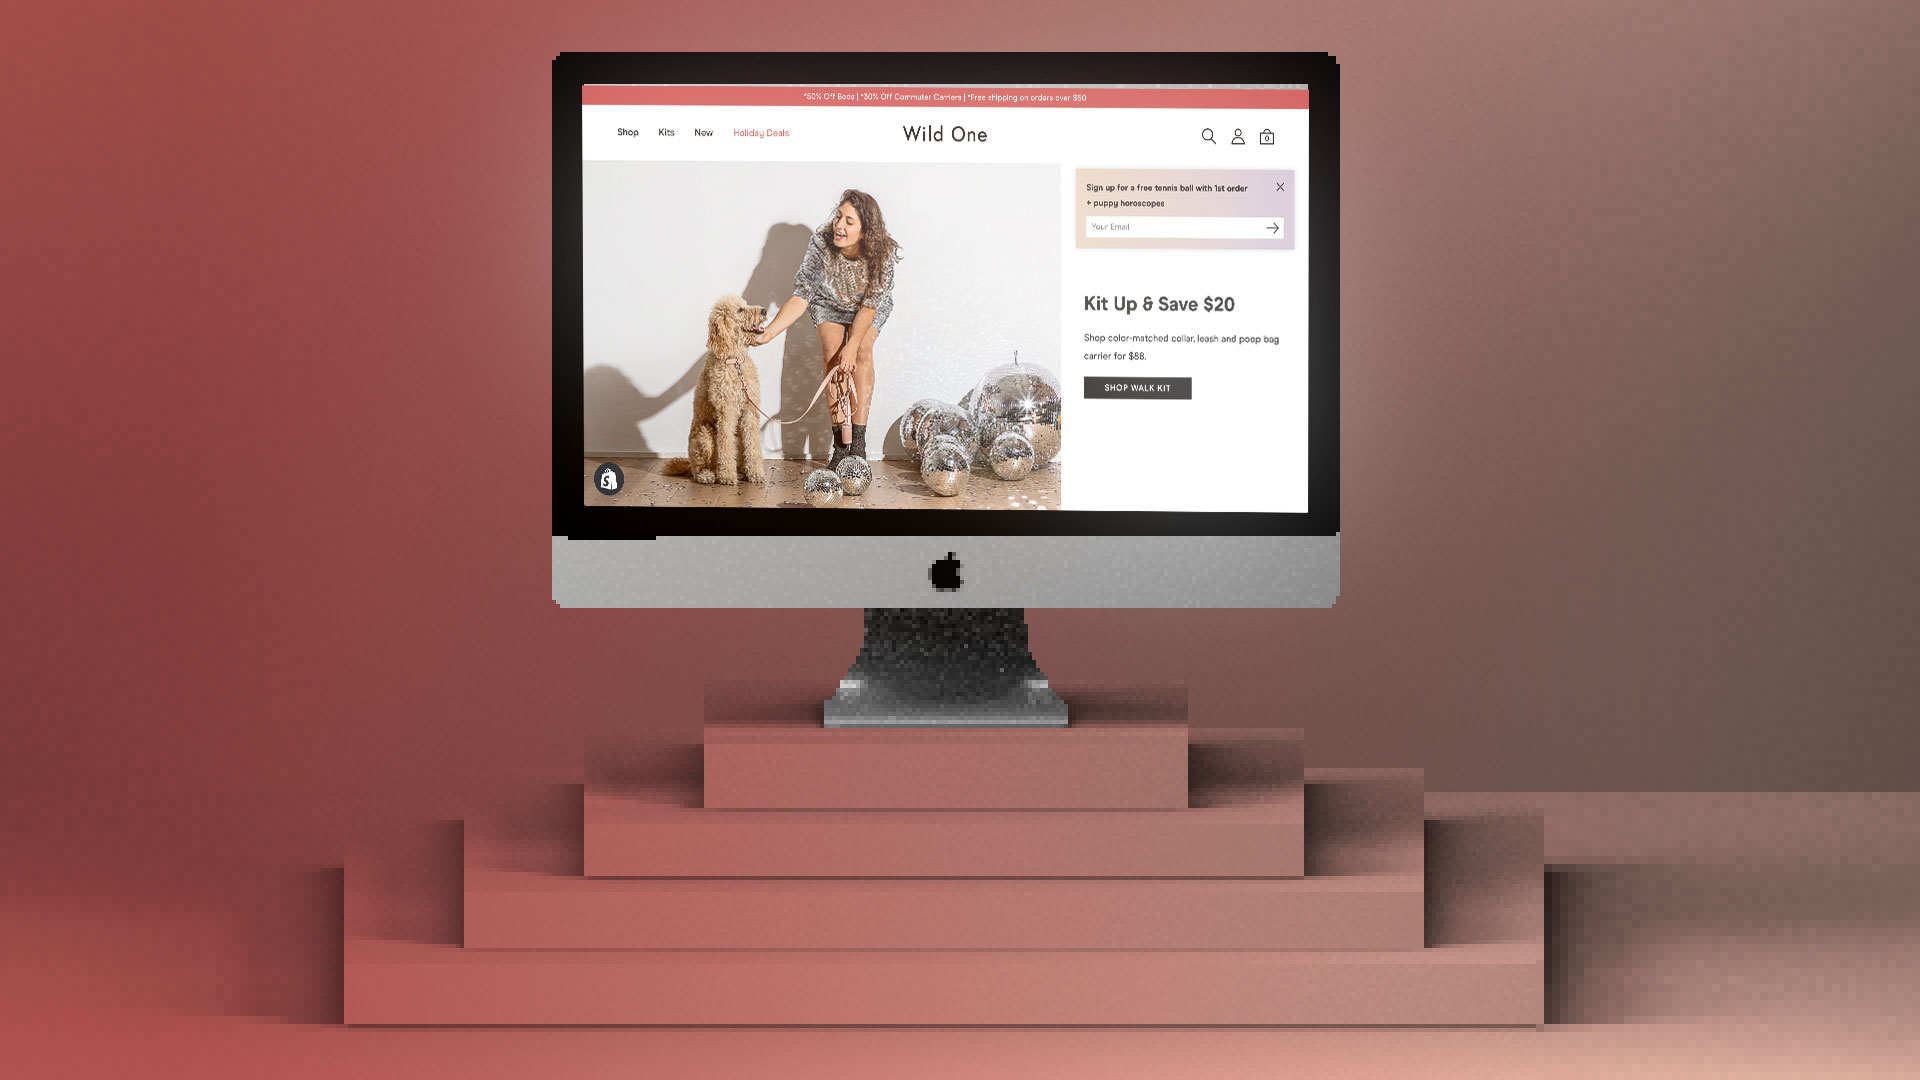 *50% Off Beds | *30% Off Commuter Carriers | *Free shipping on orders over $50
Shop Kits New Holiday Deals Wild One 0
Sign up for a free tennis ball with 1st order
+ puppy horoscopes
Your Email
Kit Up & Save $20
Shop color-matched collar, leash and poop bag
carrier for $88.
SHOP WALK KIT
S